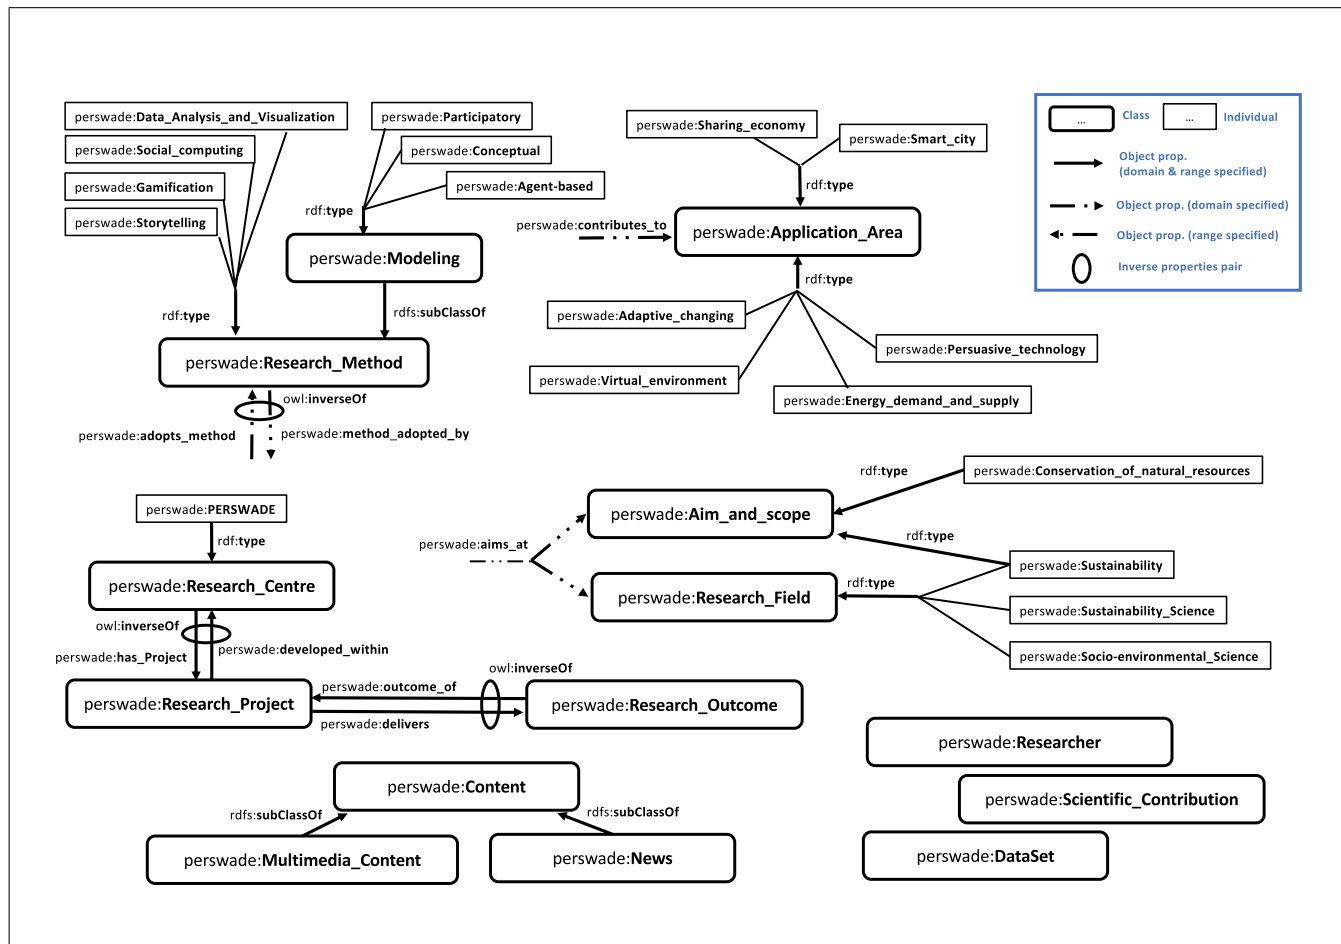 perswade:Data_Analysis_and_Visualization
perswade:Social_computing
perswade:Gamification
perswade:Storytelling
rdf:type
perswade:Participatory
perswade:Conceptual
perswade:Agent-based
rdf:type
perswade:Modeling
rdfs:subClassOf
perswade:Research_Method
owl:inverseOf
perswade:adopts_method
perswade:method_adopted_by
perswade:Sharing_economy
perswade:Smart_city
rdf:type
perswade:contributes_to
perswade:Application_Area
rdf:type
perswade:Adaptive_changing
perswade:Persuasive_technology
perswade:Virtual_environment
perswade:Energy_demand_and_supply
...
Class
...
Individual
Object prop.
(domain & range specified)
Object prop. (domain specified)
Object prop. (range specified)
Inverse properties pair
perswade:PERSWADE
rdf:type
perswade:Research_Centre
owl:inverseOf
perswade:has_Project
perswade:developed_within
perswade:Research_Project
perswade:outcome_of
perswade:delivers
owl:inverseOf
perswade:Research_Outcome
perswade:aims_at
perswade:Aim_and_scope
perswade:Research_Field
rdf:type
perswade:Conservation_of_natural_resources
rdf:type
rdf:type
perswade:Sustainability
perswade:Sustainability_Science
perswade:Socio-environmental_Science
perswade:Content
rdfs:subClassOf
rdfs:subClassOf
perswade:Multimedia_Content
perswade:News
perswade:Researcher
perswade:Scientific_Contribution
perswade:DataSet